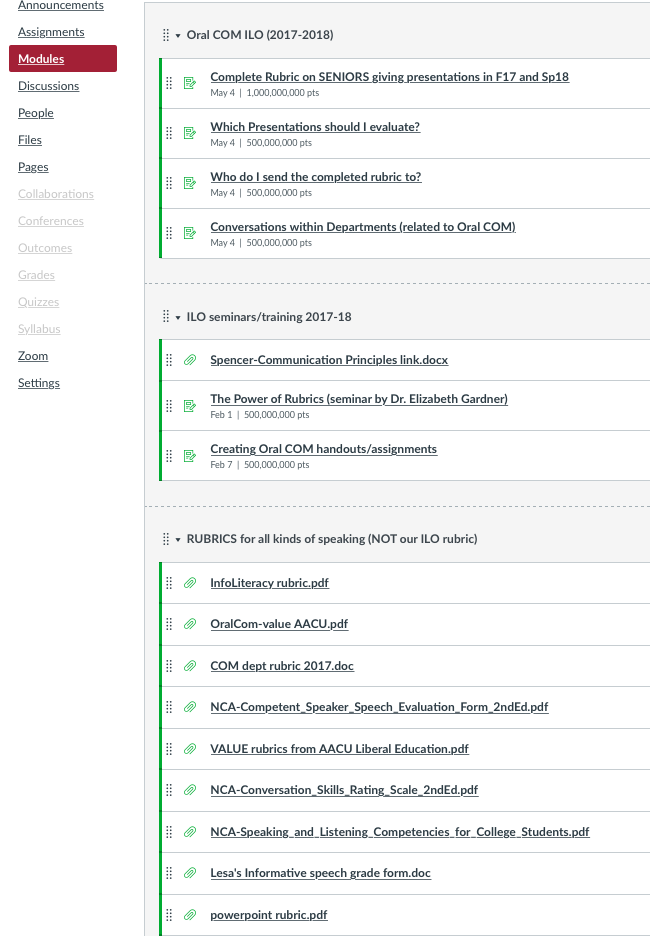 Announcements
Assignments
Modules
Discussions
People
Files
Pages
Collaborations
Conferences
Outcomes
Grades
Quizzes
Syllabus
Zoom
Settings
Oral COM ILO (2017-2018)
Complete Rubric on SENIORS giving presentations in F17 and Sp18
May 4 | 1,000,000,000 pts
Which Presentations should I evaluate?
May 4 | 500,000,000 pts
Who do I send the completed rubric to?
May 4 | 500,000,000 pts
Conversations within Departments (related to Oral COM)
May 4 | 500,000,000 pts
ILO seminars/training 2017-18
Spencer-Communication Principles link.docx
The Power of Rubrics (seminar by Dr. Elizabeth Gardner)
Feb 1 | 500,000,000 pts
Creating Oral COM handouts/assignments
Feb 7 | 500,000,000 pts
RUBRICS for all kinds of speaking (NOT our ILO rubric)
InfoLiteracy rubric.pdf
OralCom-value AACU.pdf
COM dept rubric 2017.doc
NCA-Competent_Speaker_Speech_Evaluation_Form_2ndEd.pdf
VALUE rubrics from AACU Liberal Education.pdf
NCA-Conversation_Skills_Rating_Scale_2ndEd.pdf
NCA-Speaking_and_Listening_Competencies_for_College_Students.pdf
Lesa's Informative speech grade form.doc
powerpoint rubric.pdf